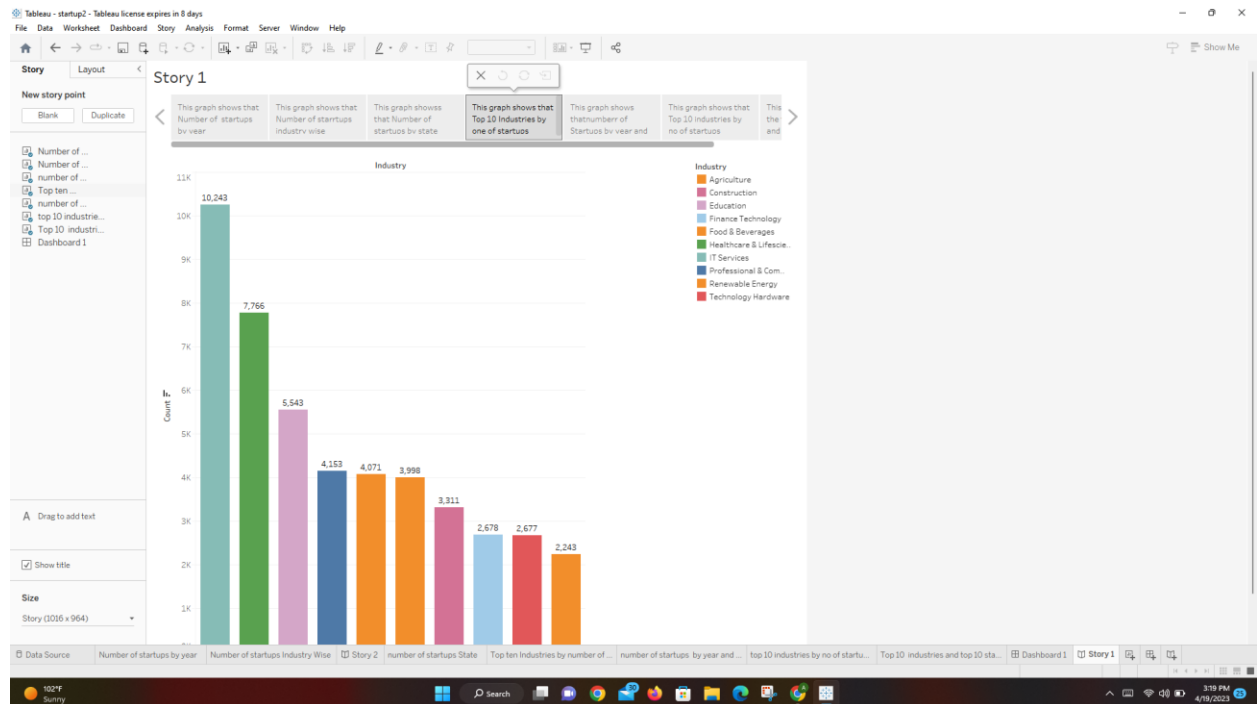 Tableau - startup2 - Tableau license expires in 8 days
File Data Worksheet Dashboard Story Analysis Format Server Window Help
Show Me
Story Layout
Story 1
New story point
Blank Duplicate
This graph shows that
Number of startups
by year
This graph shows that
Number of starrtups
industry wise
This graph showss
that Number of
startups by state
This graph shows that
Top 10 Industries by
one of startuos
This graph shows
thatnumberr of
Startups by year and
This graph shows that
Top 10 industries by
no of startups
This
the
and
Number of ...
Number of ...
number of ...
Top ten ...
number of ...
top 10 industrie...
Top 10 industri...
Dashboard 1
Industry
11K
10K
9K
8K
7K
6K
5K
4K
3K
2K
1K
Count
10,243
7,766
5,543
4,153
4,071
3,998
3,311
2,678
2,677
2,243
Industry
Agriculture
Construction
Education
Finance Technology
Food & Beverages
Healthcare & Lifescie..
IT Services
Professional & Com..
Renewable Energy
Technology Hardware
A Drag to add text
Show title
Size
Story (1016 x 964)
Data Source Number of startups by year Number of startups Industry Wise Story 2 number of startups State Top ten Industries by number of ... number of startups by year and ... top 10 industries by no of startu... Top 10 industries and top 10 sta... Dashboard 1 Story 1
102°F
Sunny
Search
3:19 PM
4/19/2023